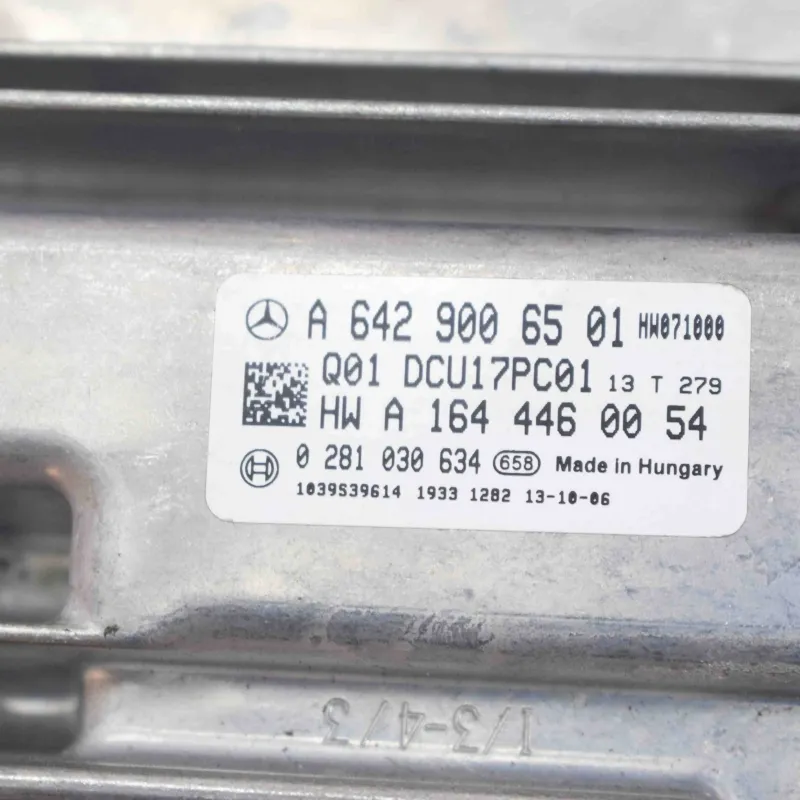 A 642 900 65 01 HW071000
Q01 DCU17PC01 13 T 279
HW A 164 446 00 54
0 281 030 634 658 Made in Hungary
1039S39614 1933 1282 13-10-06
1/3-4/3